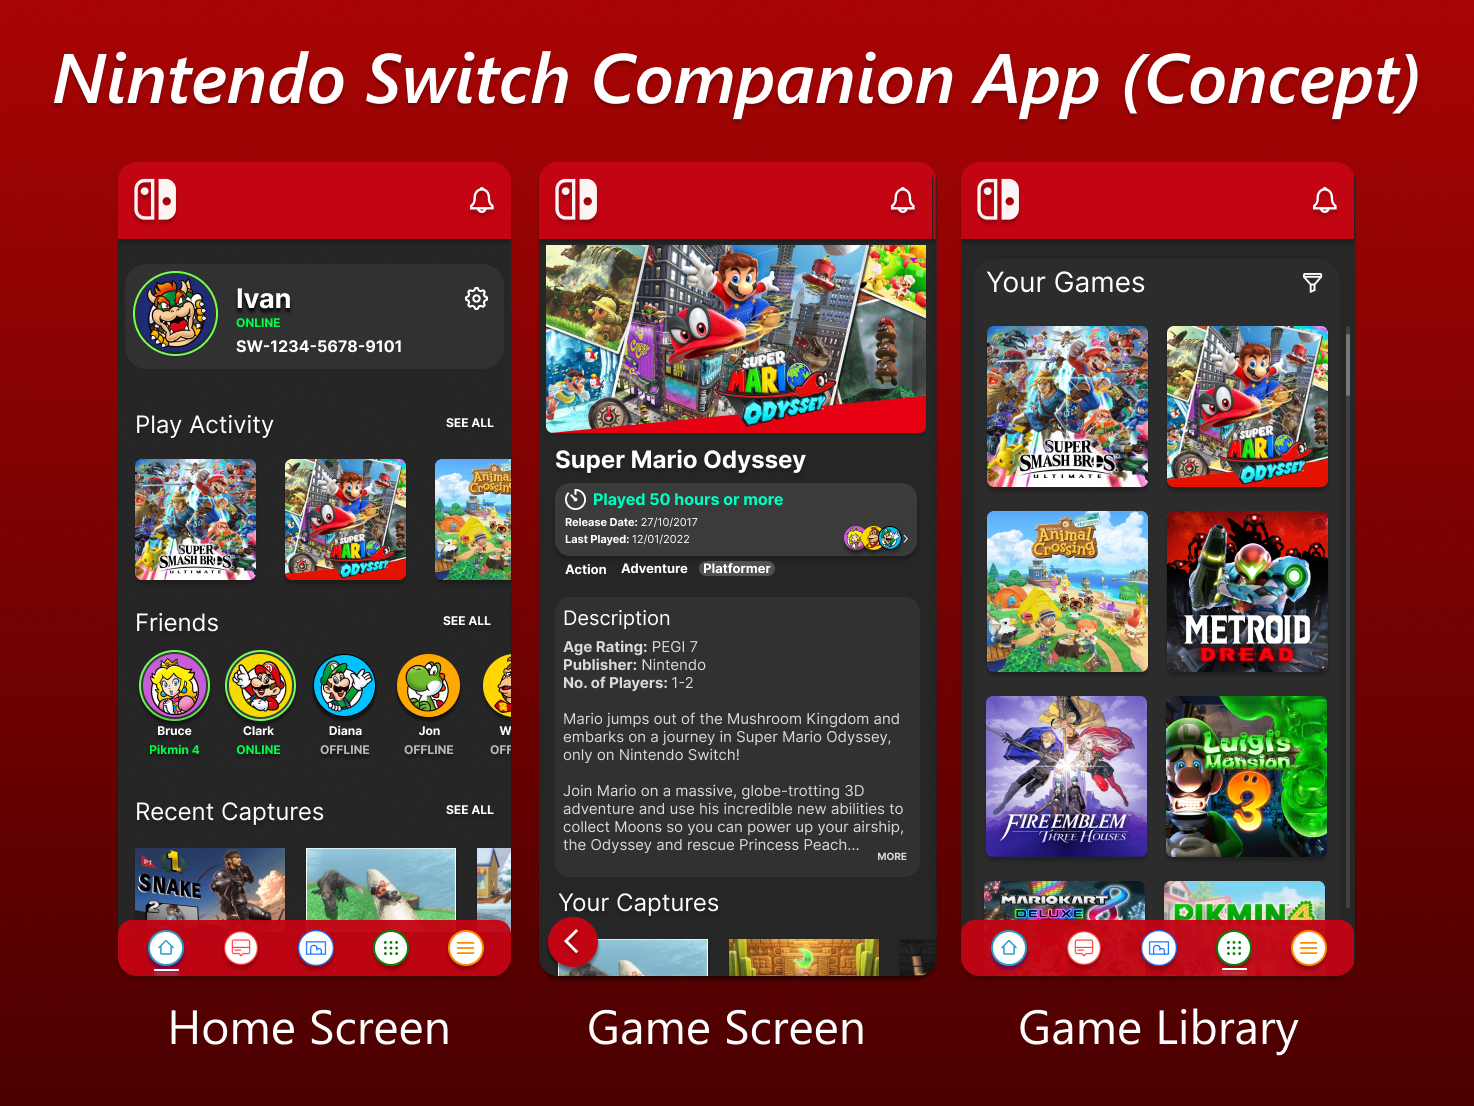 Nintendo Switch Companion App (Concept)
Ivan
ONLINE
SW-1234-5678-9101
Play Activity
SEE ALL
SUPER
SMASH BROS.
ULTIMATE
SUPER
MARIO
ODYSSEY
Animal
Crossing
Friends
SEE ALL
Bruce
Clark
Diana
Jon
W
Pikmin 4
ONLINE
OFFLINE
OFFLINE
OFF
Recent Captures
SEE ALL
1
SNAKE
2
Home Screen
SUPER
MARIO
ODYSSEY
Super Mario Odyssey
Played 50 hours or more
Release Date: 27/10/2017
Last Played: 12/01/2022
Action Adventure Platformer
Description
Age Rating: PEGI 7
Publisher: Nintendo
No. of Players: 1-2
Mario jumps out of the Mushroom Kingdom and
embarks on a journey in Super Mario Odyssey,
only on Nintendo Switch!
Join Mario on a massive, globe-trotting 3D
adventure and use his incredible new abilities to
collect Moons so you can power up your airship,
the Odyssey and rescue Princess Peach...
MORE
Your Captures
Game Screen
Your Games
SUPER
SMASH BROS.
ULTIMATE
SUPER
MARIO
ODYSSEY
Animal
Crossing
METROID
DREAD
FIRE EMBLEM
THREE HOUSES
Luigi's
Mansion
3
MARIOKART
DELUXE 8
PIKMIN 4
Game Library